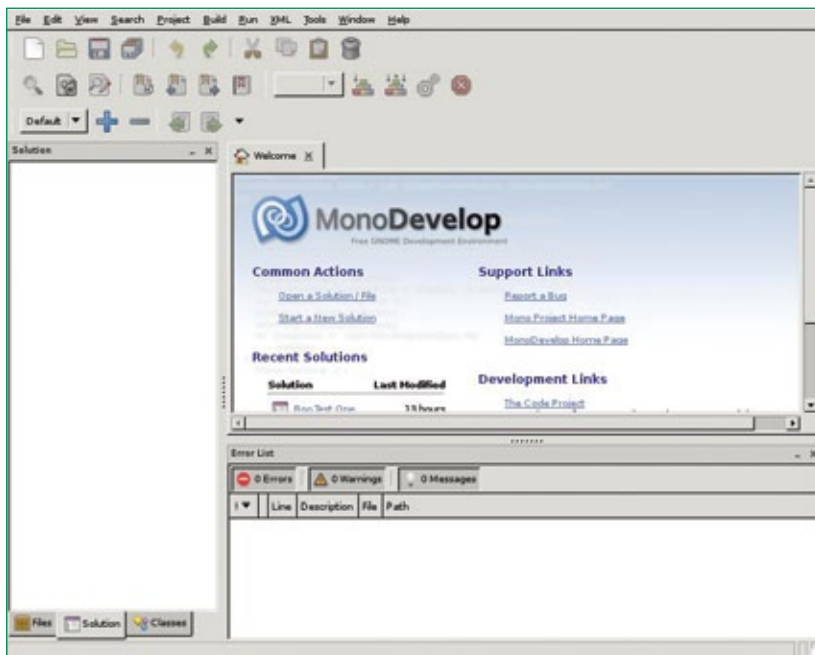 File Edit View Search Project Build Run XML Tools Window Help
Default
Solution
Welcome
MonoDevelop
Free GNOME Development Environment
Common Actions
Open a Solution / File
Start a New Solution
Recent Solutions
Solution Last Modified
Boo Test One 13 hours
Support Links
Report a Bug
Mono Project Home Page
MonoDevelop Home Page
Development Links
The Code Project
Error List
0 Errors 0 Warnings 0 Messages
! Line Description File Path
Files Solution Classes